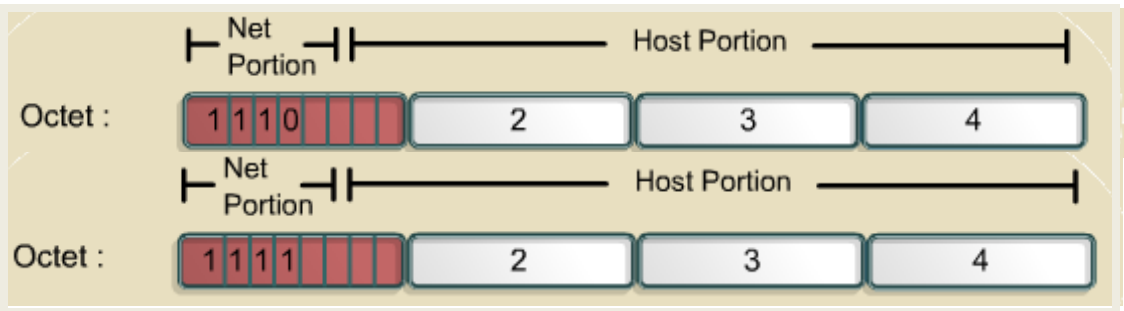 Net
Portion
Host Portion
Octet :
1 1 1 0
2
3
4
Net
Portion
Host Portion
Octet :
1 1 1 1
2
3
4